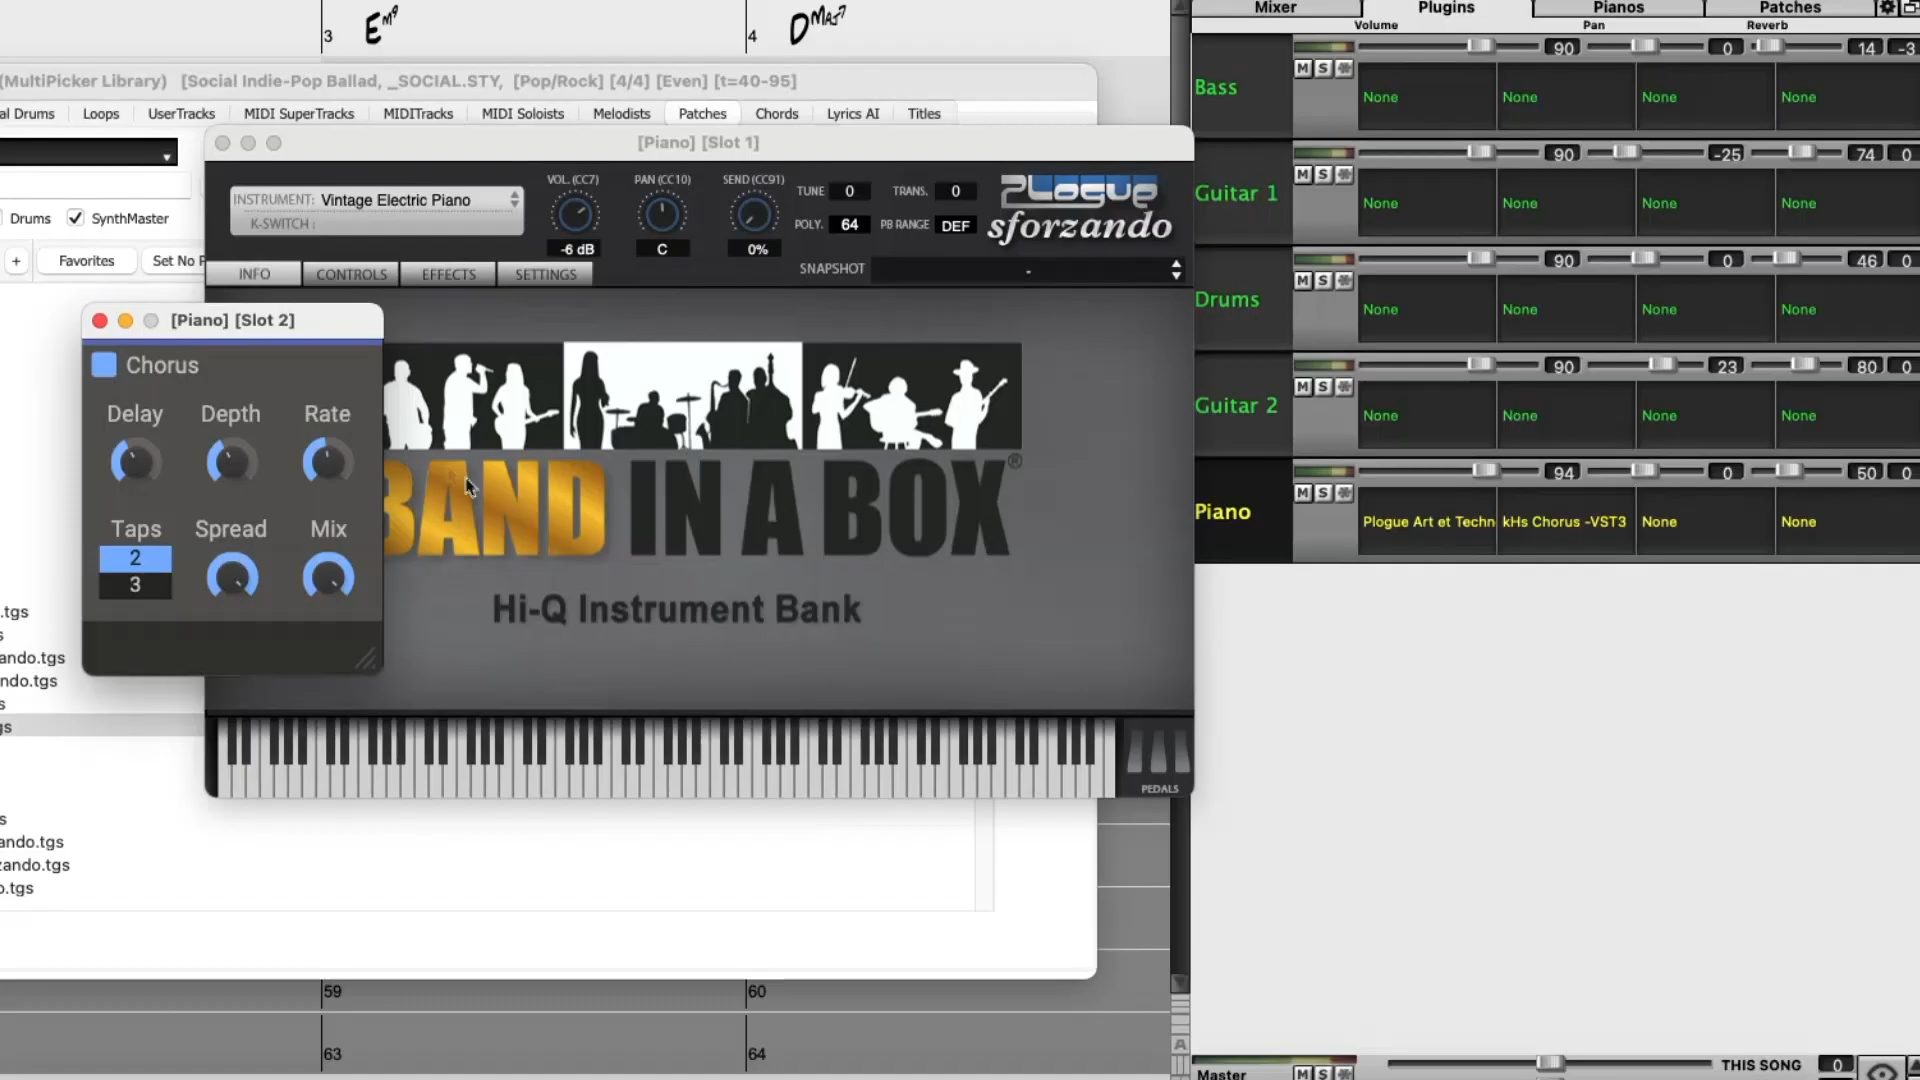 3
Em9
4
DMaj7
(MultiPicker Library) [Social Indie-Pop Ballad, _SOCIAL.STY, [Pop/Rock] [4/4] [Even] [t=40-95]
al Drums Loops UserTracks MIDI SuperTracks MIDITracks MIDI Soloists Melodists Patches Chords Lyrics AI Titles
Drums SynthMaster
+ Favorites Set No P
.tgs
s
ando.tgs
ndo.tgs
s
gs
s
ando.tgs
zando.tgs
o.tgs
[Piano] [Slot 1]
INSTRUMENT: Vintage Electric Piano
K-SWITCH :
VOL. (CC7) PAN (CC10) SEND (CC91)
-6 dB C 0%
TUNE 0 TRANS. 0
POLY. 64 PB RANGE DEF
Plogue
sforzando
INFO CONTROLS EFFECTS SETTINGS
SNAPSHOT -
BAND IN A BOX®
Hi-Q Instrument Bank
PEDALS
[Piano] [Slot 2]
Chorus
Delay Depth Rate
Taps Spread Mix
2
3
59 60
63 64
A
Mixer Plugins Pianos Patches
Volume Pan Reverb
90 0 14 -3
Bass M S
None None None None
90 -25 74 0
Guitar 1 M S
None None None None
90 0 46 0
Drums M S
None None None None
90 23 80 0
Guitar 2 M S
None None None None
94 0 50 0
Piano M S
Plogue Art et Techn kHs Chorus -VST3 None None
Master M S THIS SONG 0